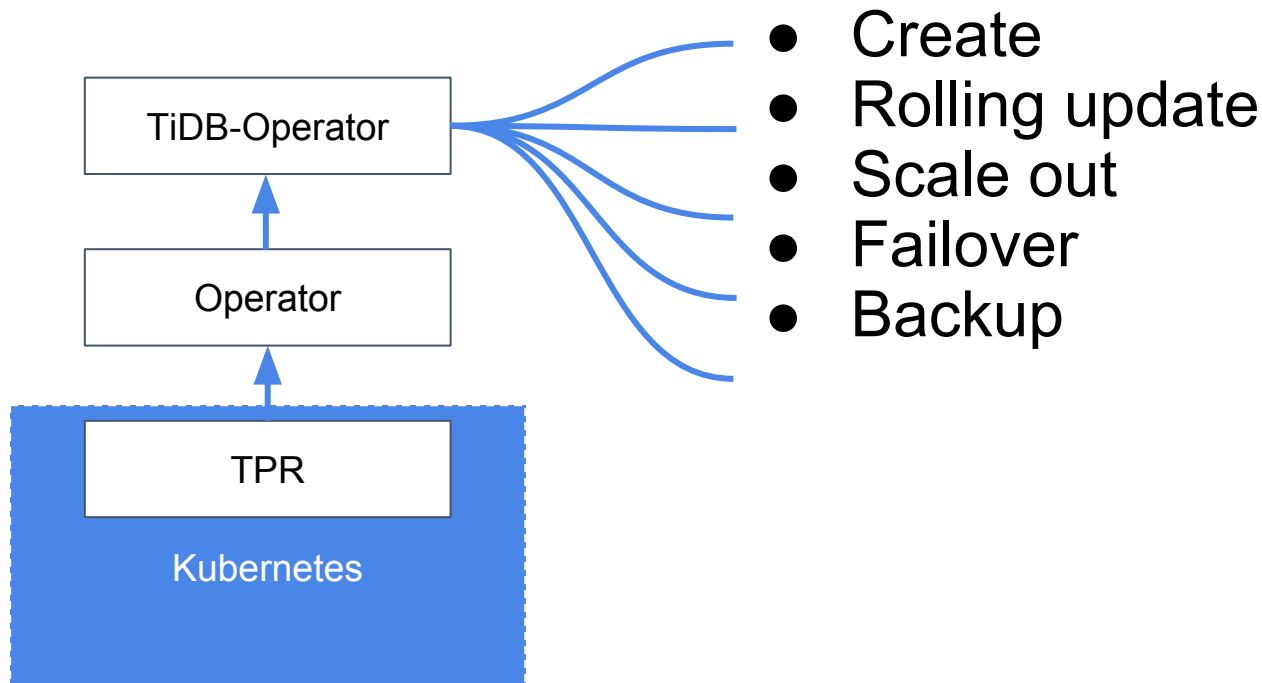 TiDB-Operator
Operator
TPR
Kubernetes
● Create
● Rolling update
● Scale out
● Failover
● Backup